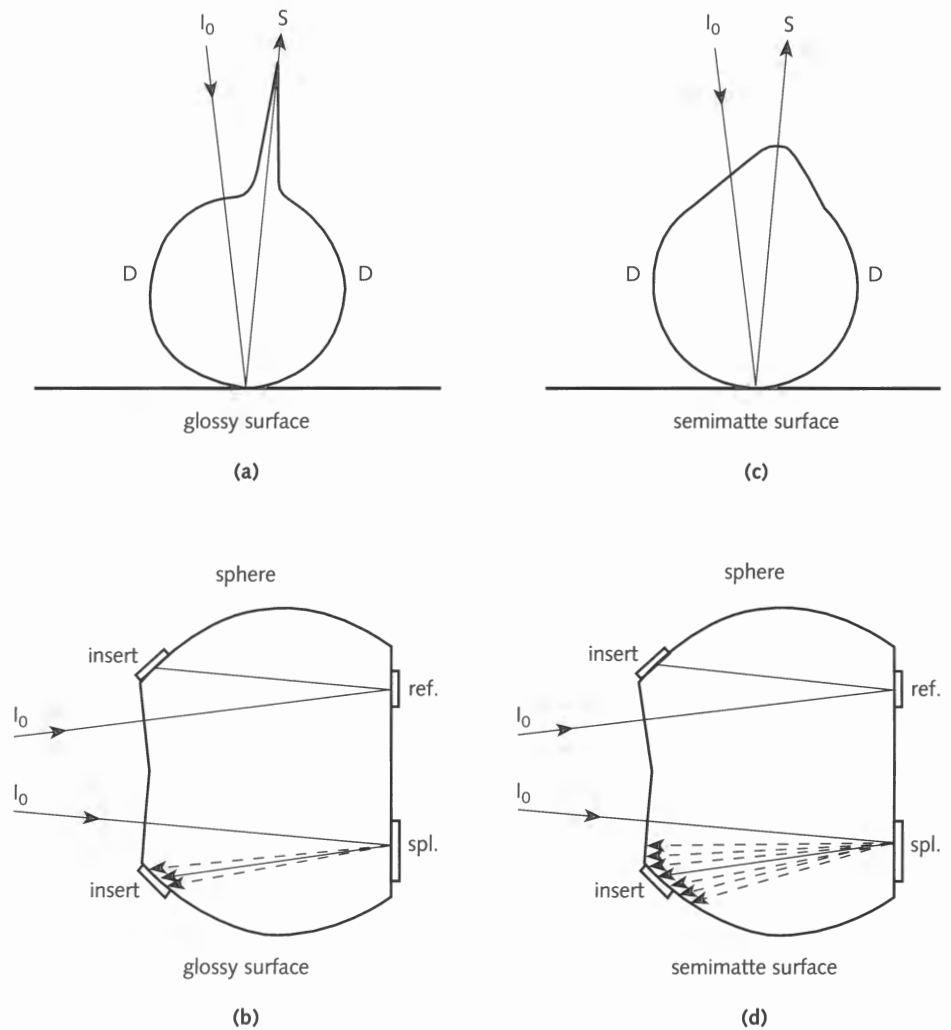 I₀ S
D D
glossy surface
(a)
I₀ S
D D
semimatte surface
(c)
sphere
insert
ref.
I₀
I₀
spl.
insert
glossy surface
(b)
sphere
insert
ref.
I₀
I₀
spl.
insert
semimatte surface
(d)